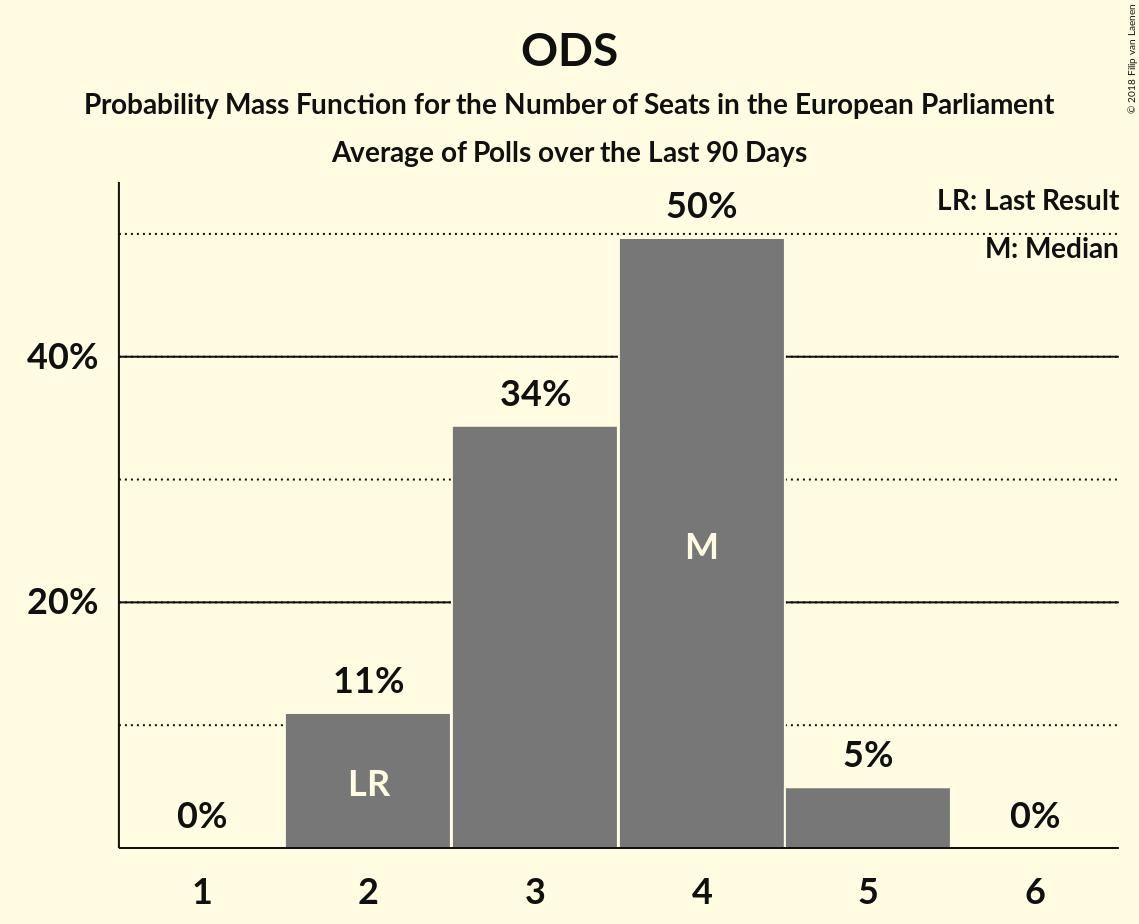 ODS
Probability Mass Function for the Number of Seats in the European Parliament
Average of Polls over the Last 90 Days
© 2018 Filip van Laenen
LR: Last Result
M: Median
50%
40%
34%
M
20%
11%
LR
5%
0%
0%
1 2 3 4 5 6